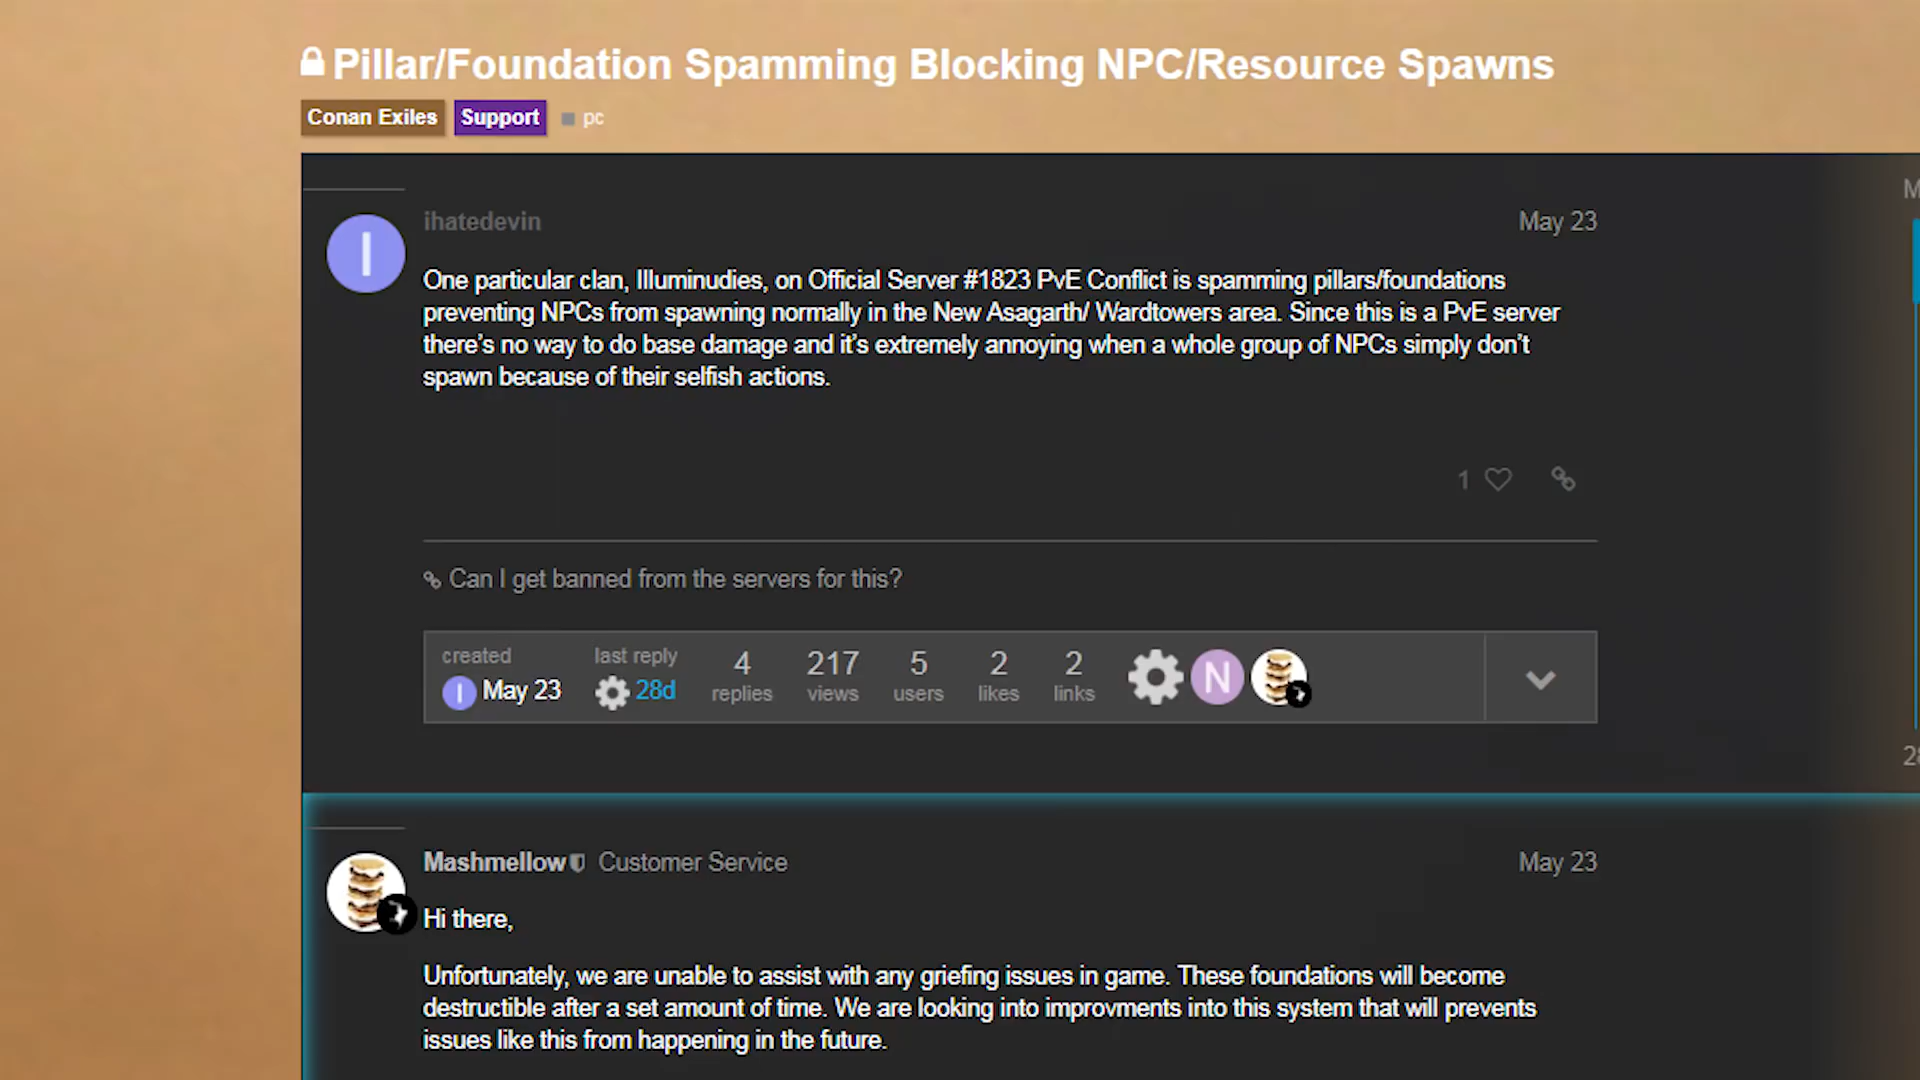 Pillar/Foundation Spamming Blocking NPC/Resource Spawns
Conan Exiles Support pc
ihatedevin May 23
One particular clan, Illuminudies, on Official Server #1823 PvE Conflict is spamming pillars/foundations
preventing NPCs from spawning normally in the New Asagarth/ Wardtowers area. Since this is a PvE server
there's no way to do base damage and it's extremely annoying when a whole group of NPCs simply don't
spawn because of their selfish actions.
1
Can I get banned from the servers for this?
created last reply 4 217 5 2 2
May 23 28d replies views users likes links
N
Mashmellow Customer Service May 23
Hi there,
Unfortunately, we are unable to assist with any griefing issues in game. These foundations will become
destructible after a set amount of time. We are looking into improvments into this system that will prevents
issues like this from happening in the future.